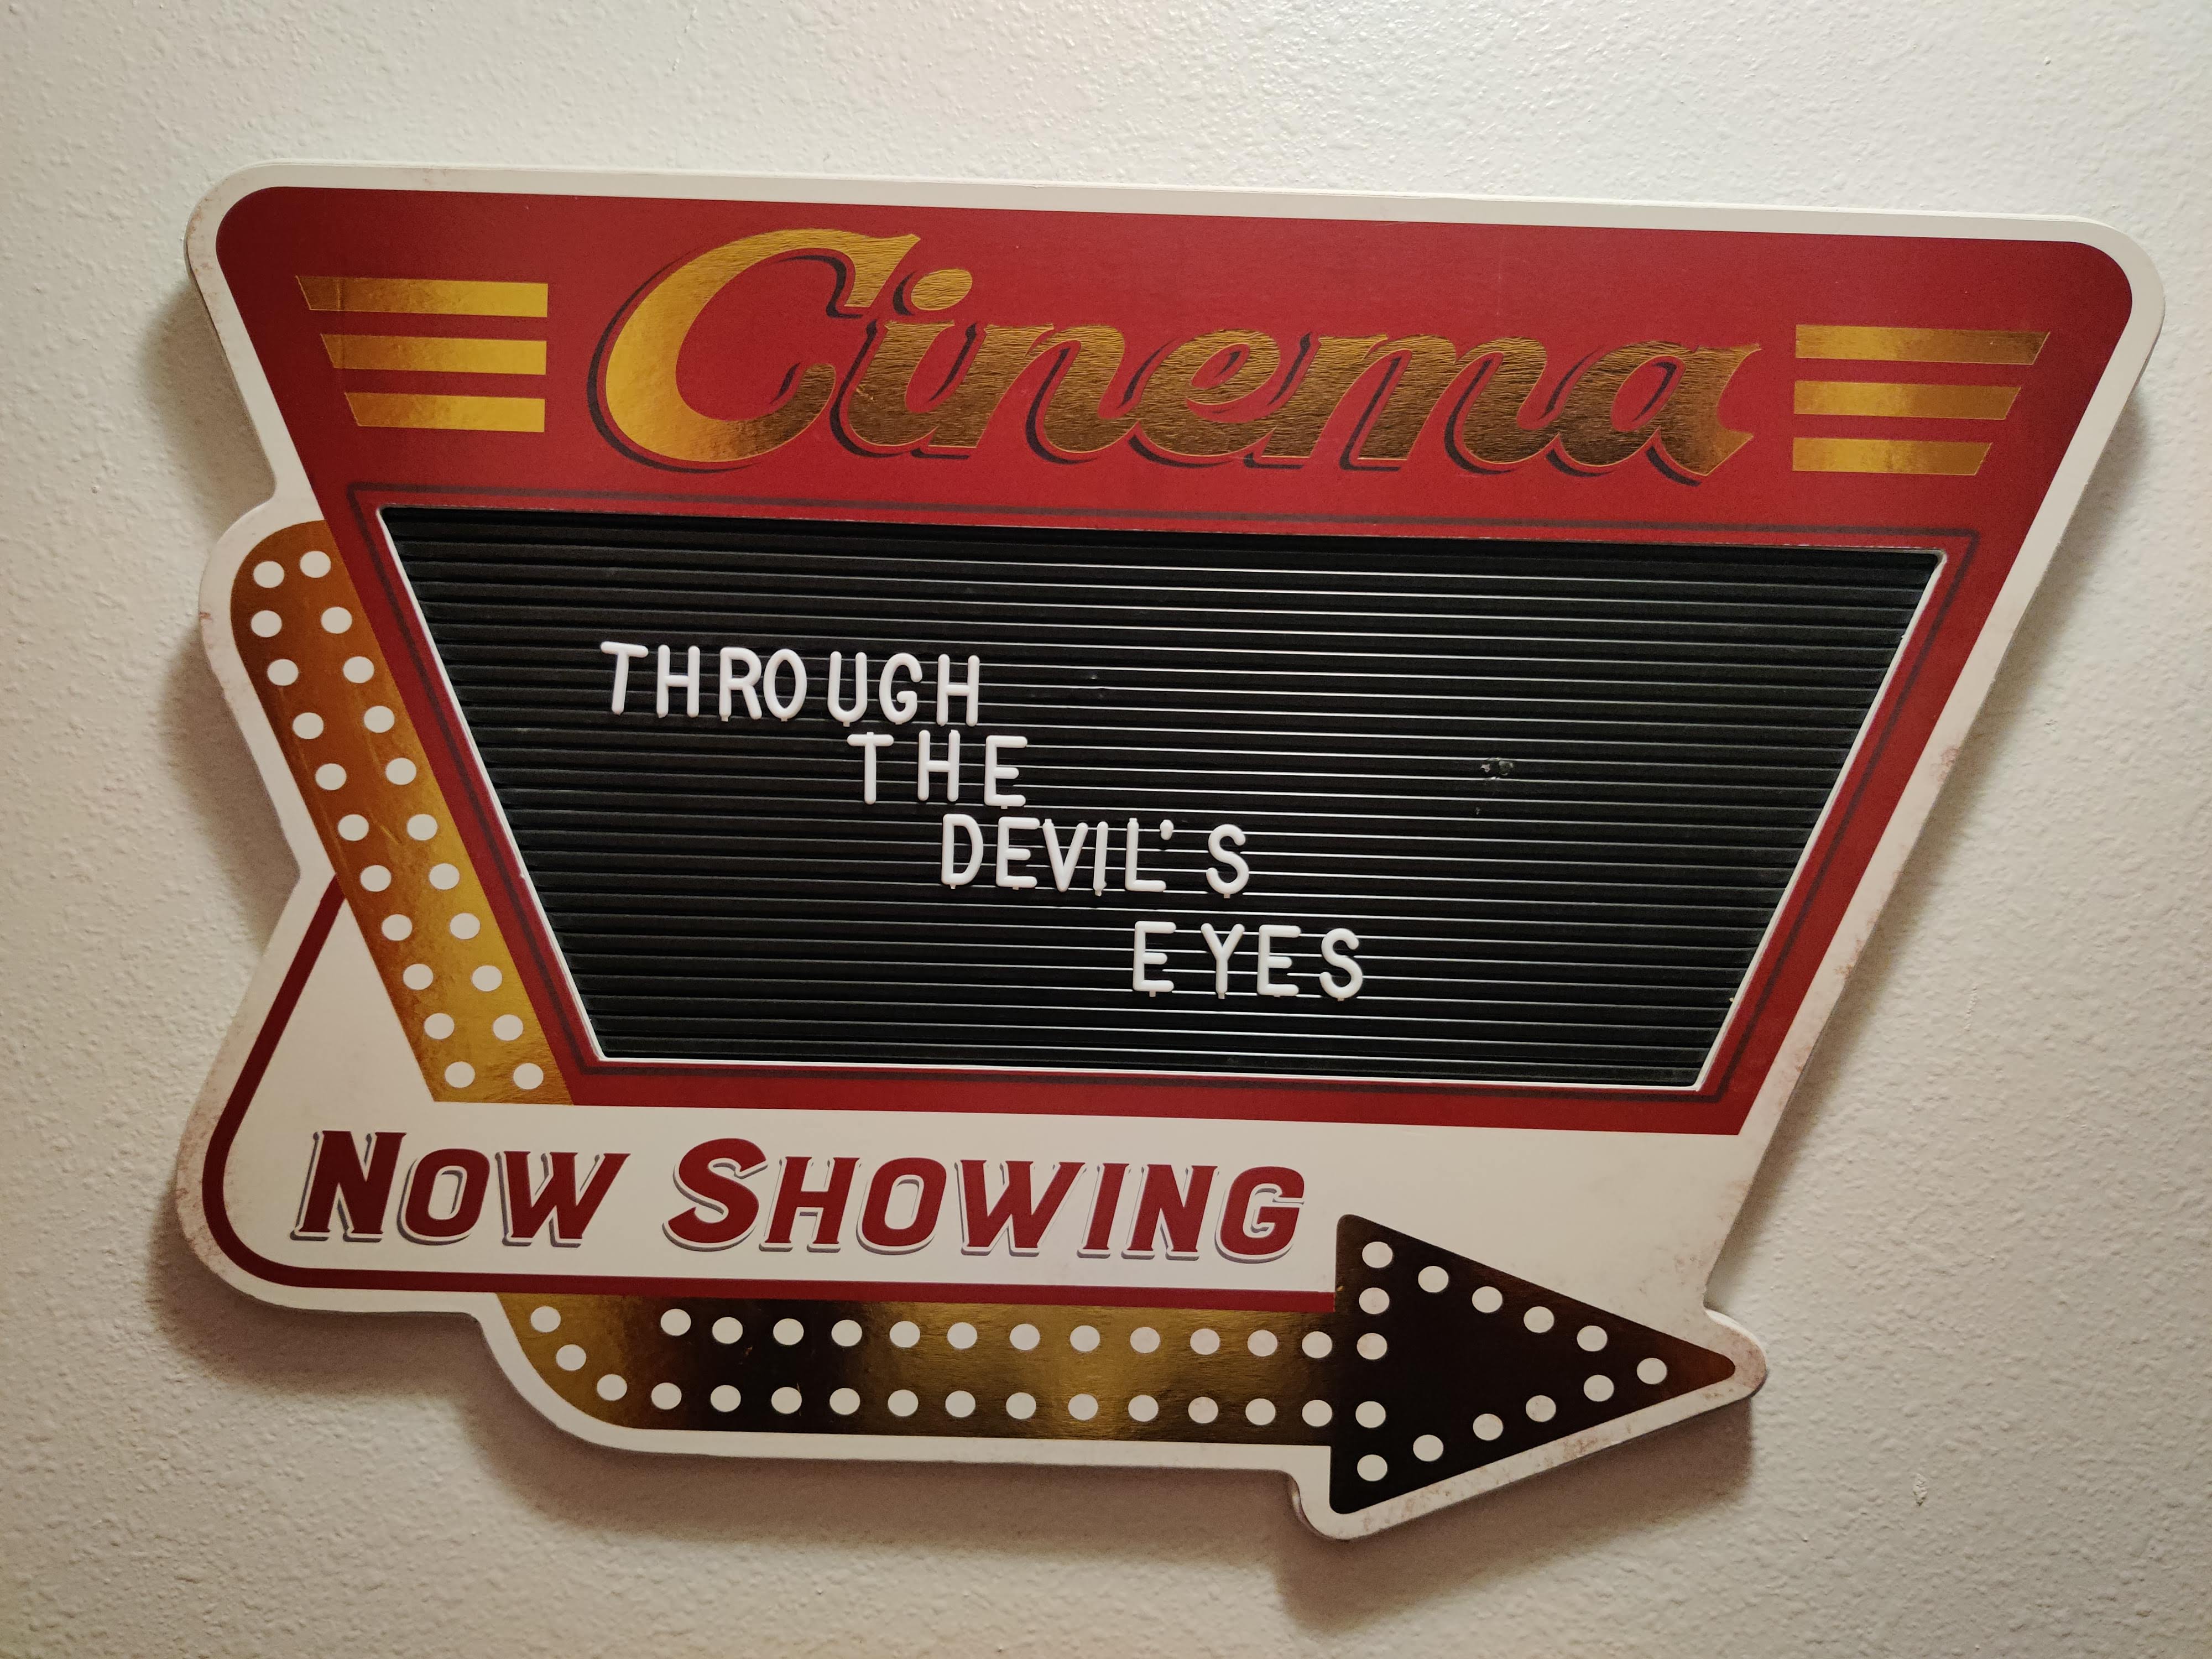 Cinema
THROUGH
THE
DEVIL'S
EYES
NOW SHOWING